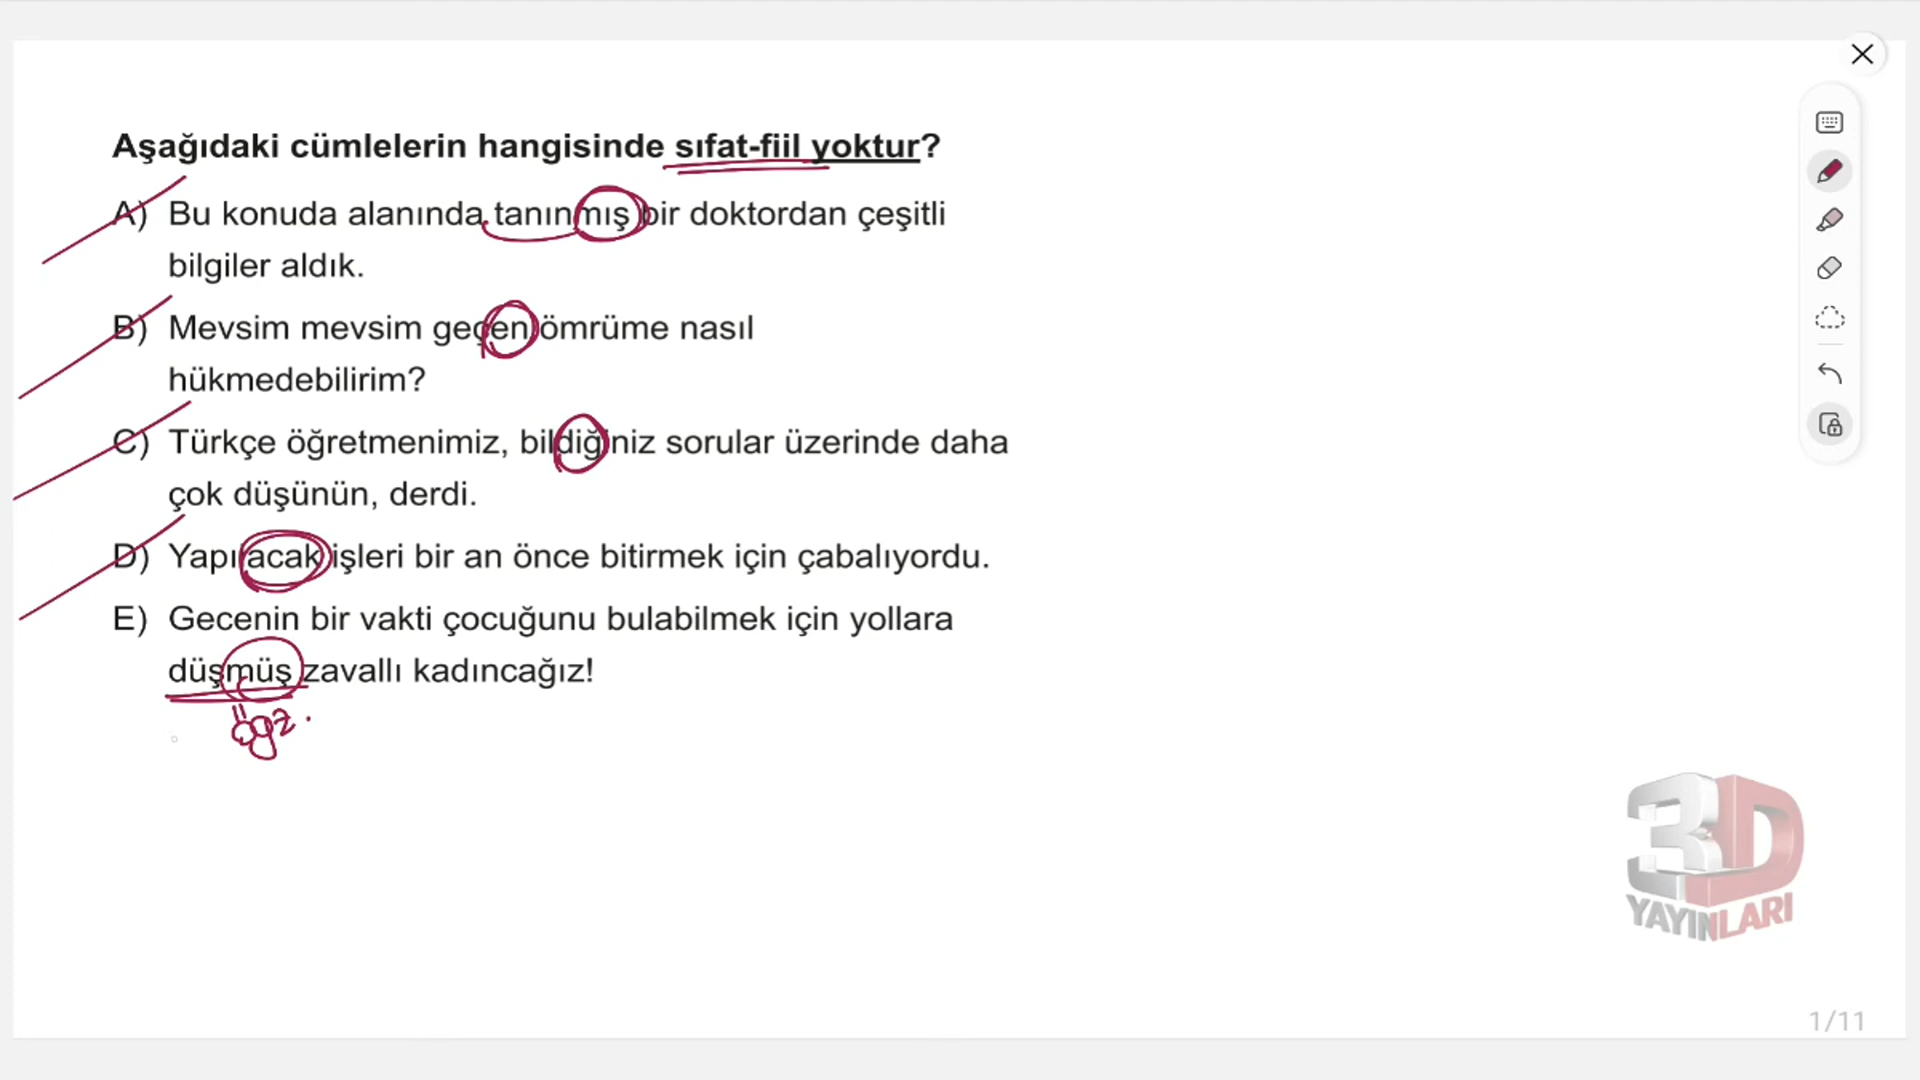 Aşağıdaki cümlelerin hangisinde sıfat-fiil yoktur?
A) Bu konuda alanında tanınmış bir doktordan çeşitli
bilgiler aldık.
B) Mevsim mevsim geçen ömrüme nasıl
hükmedebilirim?
C) Türkçe öğretmenimiz, bildiğiniz sorular üzerinde daha
çok düşünün, derdi.
D) Yapılacak işleri bir an önce bitirmek için çabalıyordu.
E) Gecenin bir vakti çocuğunu bulabilmek için yollara
düşmüş zavallı kadıncağız!
ögz.
3D
YAYINLARI
1/11